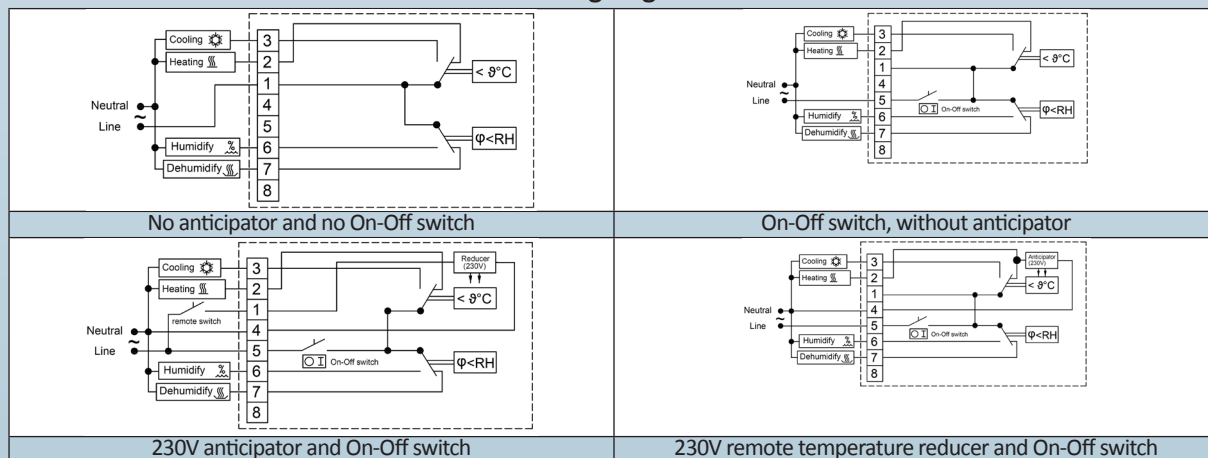 Cooling
Heating
3
2
1
4
5
6
7
8
Neutral
~
Line
Humidify %
Dehumidify
< ϑ°C
φ<RH
No anticipator and no On-Off switch
Cooling
Heating
3
2
1
4
5
6
7
8
Neutral
~
Line
Humidify %
Dehumidify
On-Off switch
< ϑ°C
φ<RH
On-Off switch, without anticipator
Cooling
Heating
remote switch
3
2
1
4
5
6
7
8
Neutral
~
Line
Humidify %
Dehumidify
On-Off switch
Reducer
(230V)
< ϑ°C
φ<RH
230V anticipator and On-Off switch
Cooling
Heating
3
2
1
4
5
6
7
8
Neutral
~
Line
Humidify %
Dehumidify
On-Off switch
Anticipator
(230V)
< ϑ°C
φ<RH
230V remote temperature reducer and On-Off switch